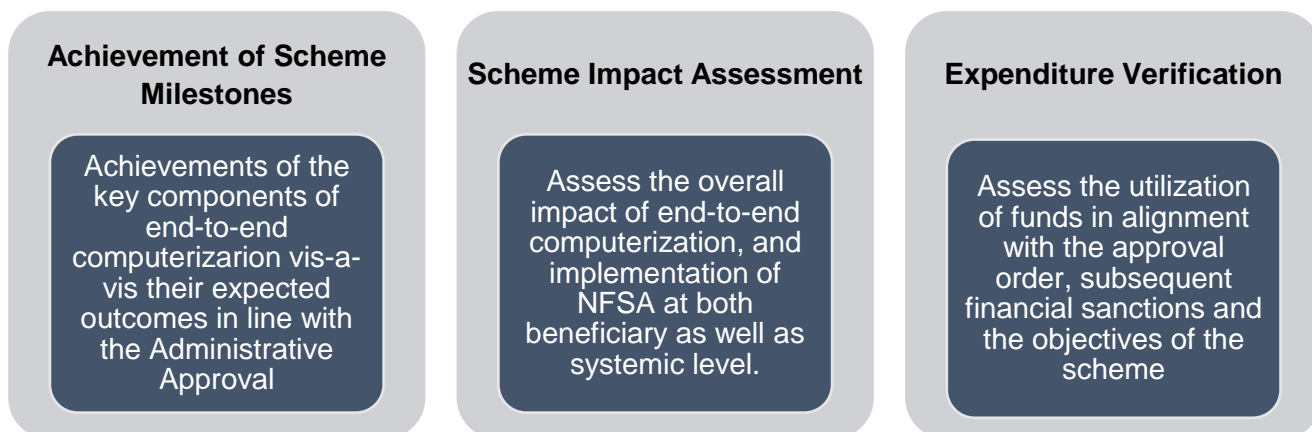 Achievement of Scheme
Milestones
Achievements of the
key components of
end-to-end
computerizarion vis-a-
vis their expected
outcomes in line with
the Administrative
Approval
Scheme Impact Assessment
Assess the overall
impact of end-to-end
computerization, and
implementation of
NFSA at both
beneficiary as well as
systemic level.
Expenditure Verification
Assess the utilization
of funds in alignment
with the approval
order, subsequent
financial sanctions and
the objectives of the
scheme